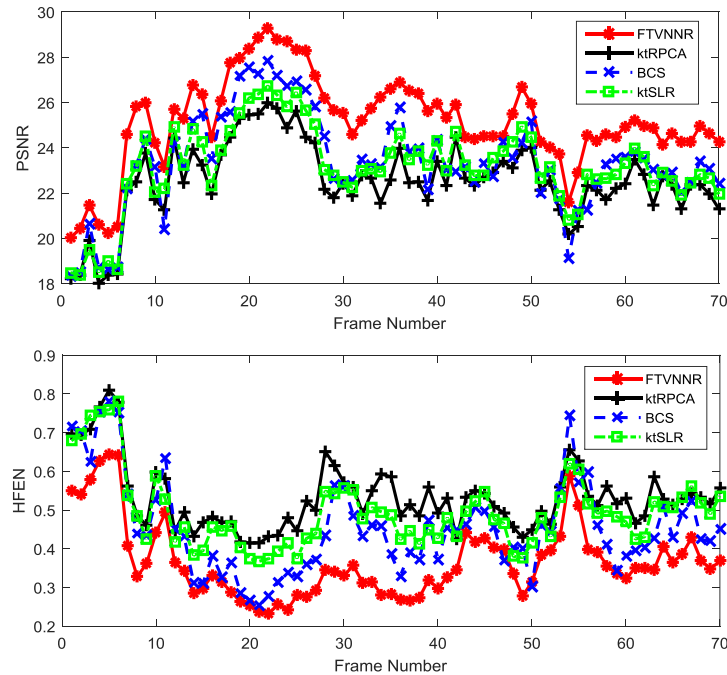 30
28
26
24
22
20
18
PSNR
0 10 20 30 40 50 60 70
Frame Number
FTVNNR
ktRPCA
BCS
ktSLR
0.9
0.8
0.7
0.6
0.5
0.4
0.3
0.2
HFEN
0 10 20 30 40 50 60 70
Frame Number
FTVNNR
ktRPCA
BCS
ktSLR